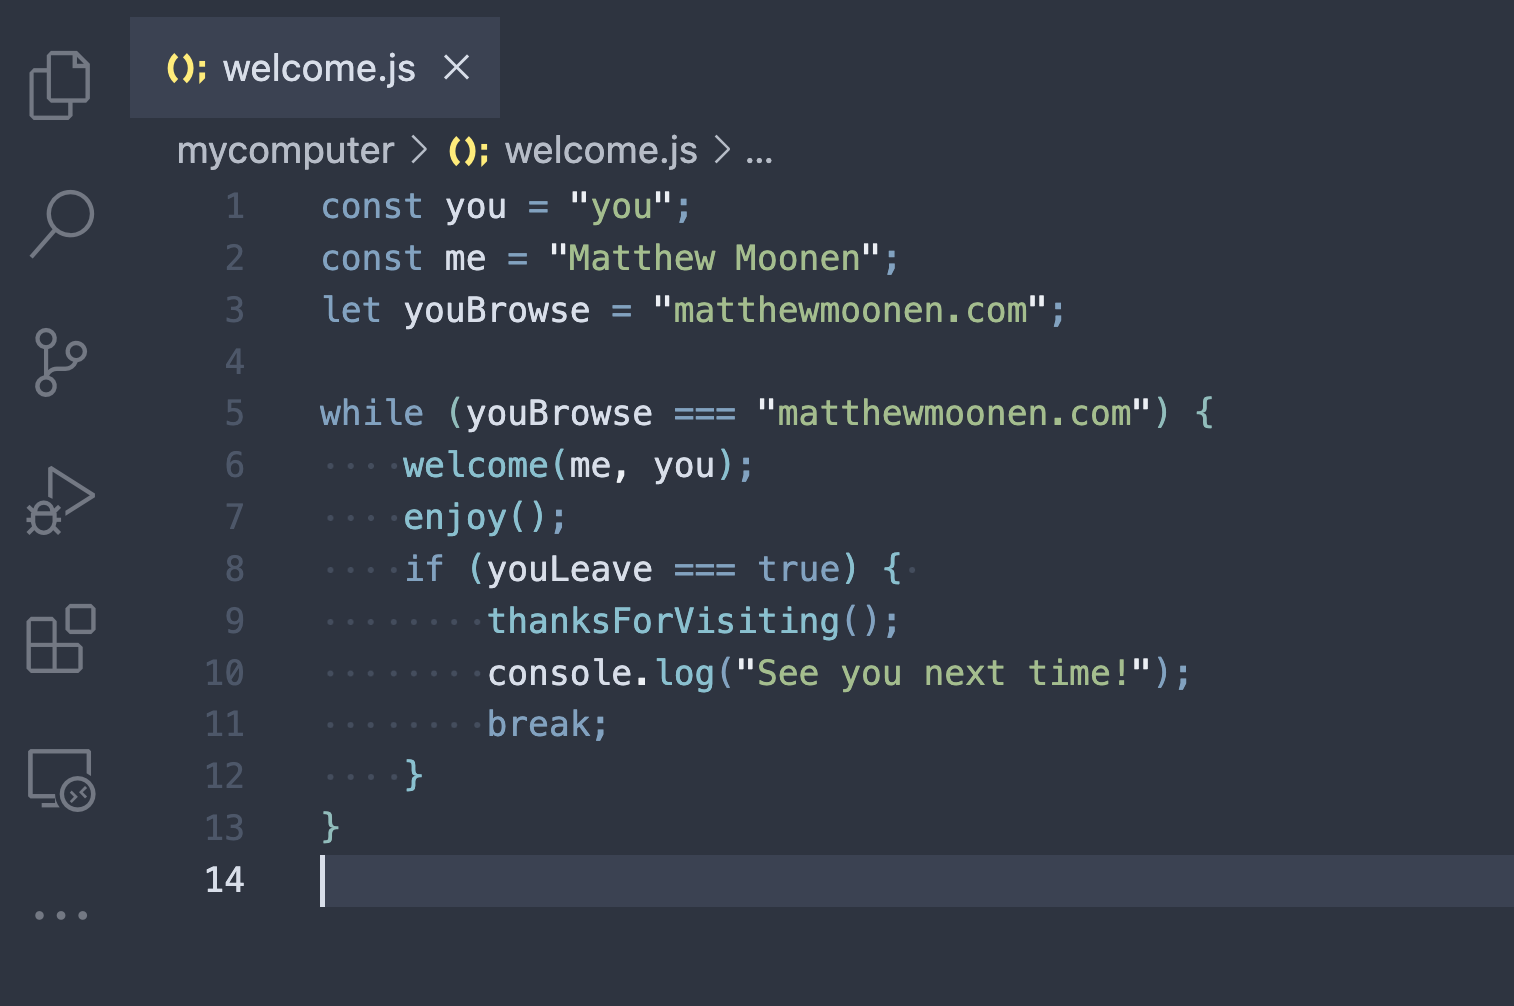 (); welcome.js ×
mycomputer > (); welcome.js > ...
1 const you = "you";
2 const me = "Matthew Moonen";
3 let youBrowse = "matthewmoonen.com";
4
5 while (youBrowse === "matthewmoonen.com") {
6 ····welcome(me, you);
7 ····enjoy();
8 ····if (youLeave === true) {·
9 ········thanksForVisiting();
10 ········console.log("See you next time!");
11 ········break;
12 ····}
13 }
14